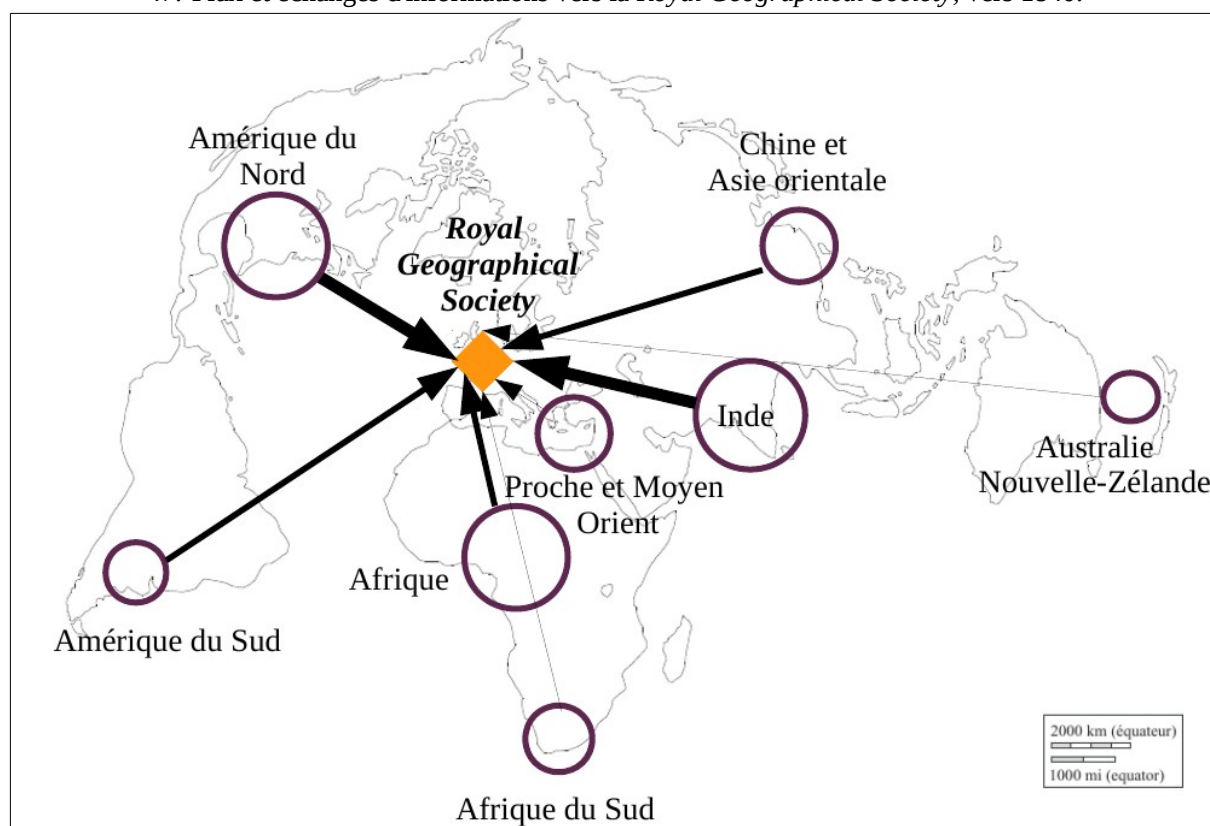 Amérique du
Nord
Chine et
Asie orientale
Royal
Geographical
Society
Inde
Australie
Nouvelle-Zélande
Proche et Moyen
Orient
Afrique
Amérique du Sud
Afrique du Sud
2000 km (équateur)
1000 mi (equator)